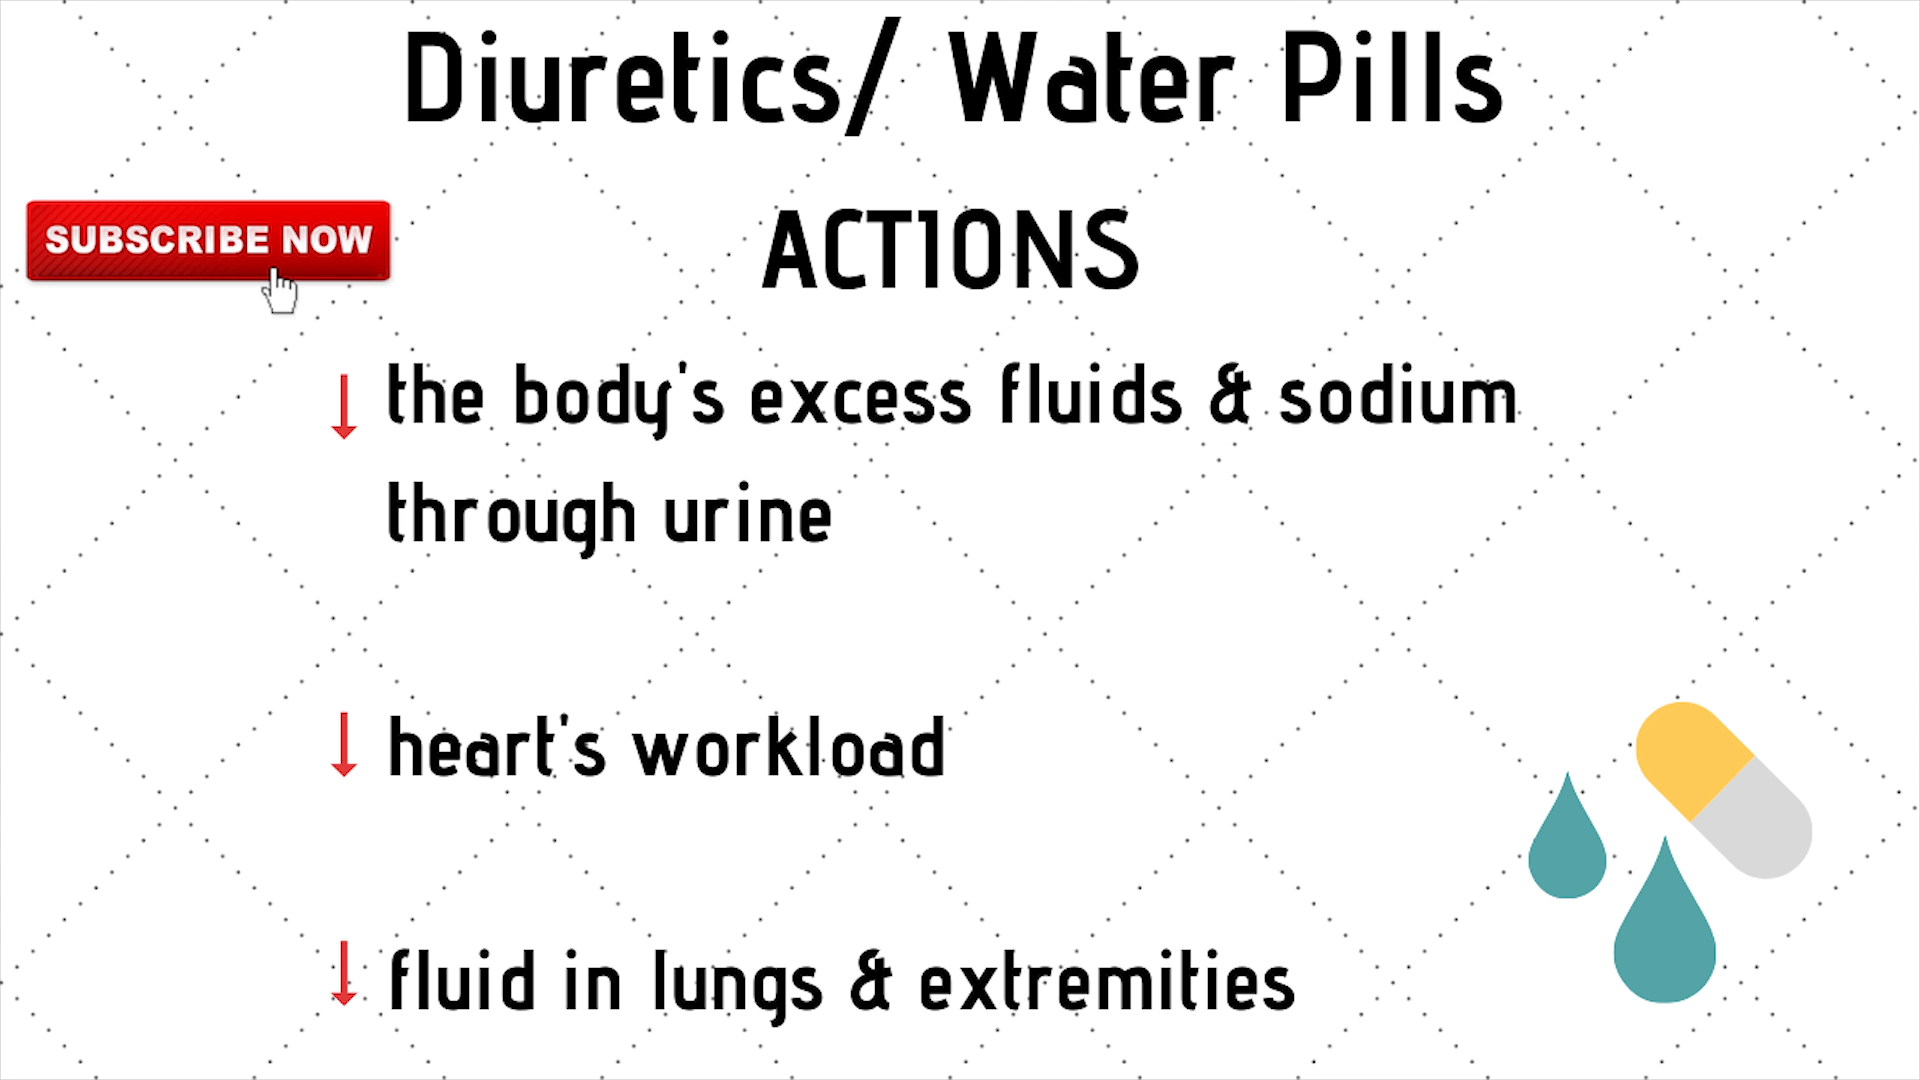 Diuretics/ Water Pills
SUBSCRIBE NOW
ACTIONS
↓ the body's excess fluids & sodium
through urine
↓ heart's workload
↓ fluid in lungs & extremities